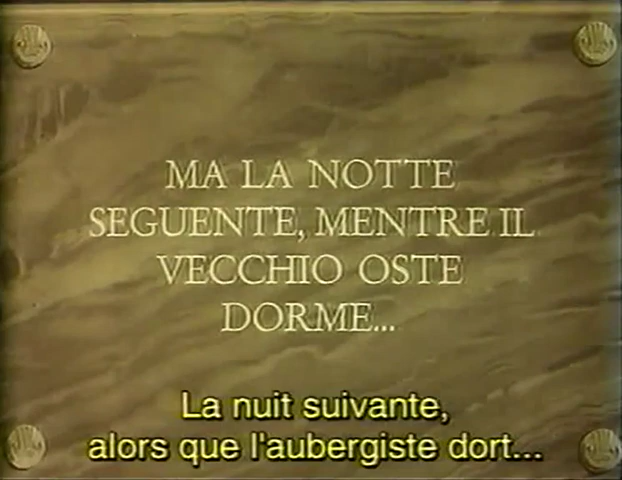 MA LA NOTTE
SEGUENTE, MENTRE IL
VECCHIO OSTE
DORME...
La nuit suivante,
alors que l'aubergiste dort...